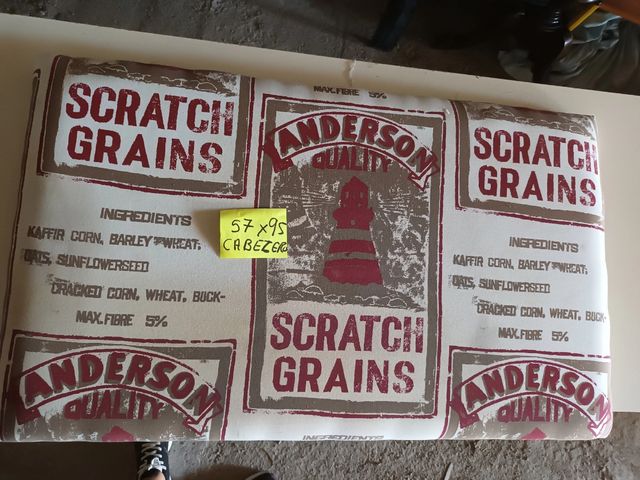 MAX.FIBRE 5%
SCRATCH
GRAINS
INGREDIENTS
KAFFIR CORN, BARLEY WHEAT,
OATS, SUNFLOWERSEED
CRACKED CORN, WHEAT, BUCK-
MAX.FIBRE 5%
ANDERSON
QUALITY
57x95
CABEZERO
ANDERSON
QUALITY
SCRATCH
GRAINS
INGREDIENTS
SCRATCH
GRAINS
INGREDIENTS
KAFFIR CORN, BARLEY WHEAT,
OATS, SUNFLOWERSEED
CRACKED CORN, WHEAT, BUCK-
MAX.FIBRE 5%
ANDERSON
QUALITY